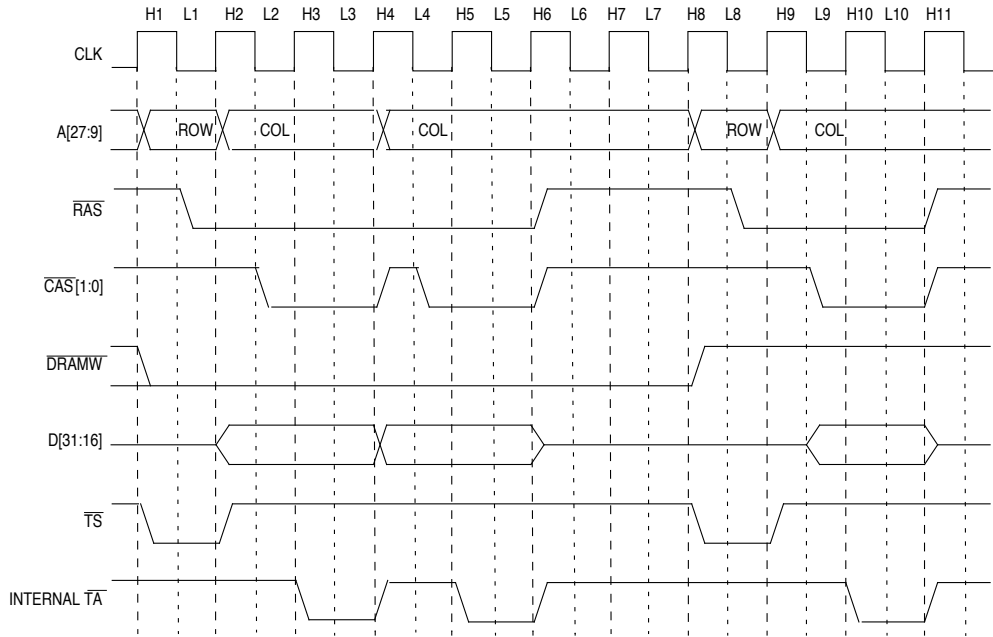 H1 L1 H2 L2 H3 L3 H4 L4 H5 L5 H6 L6 H7 L7 H8 L8 H9 L9 H10 L10 H11
CLK
A[27:9] ROW COL COL ROW COL
RAS
CAS[1:0]
DRAMW
D[31:16]
TS
INTERNAL TA